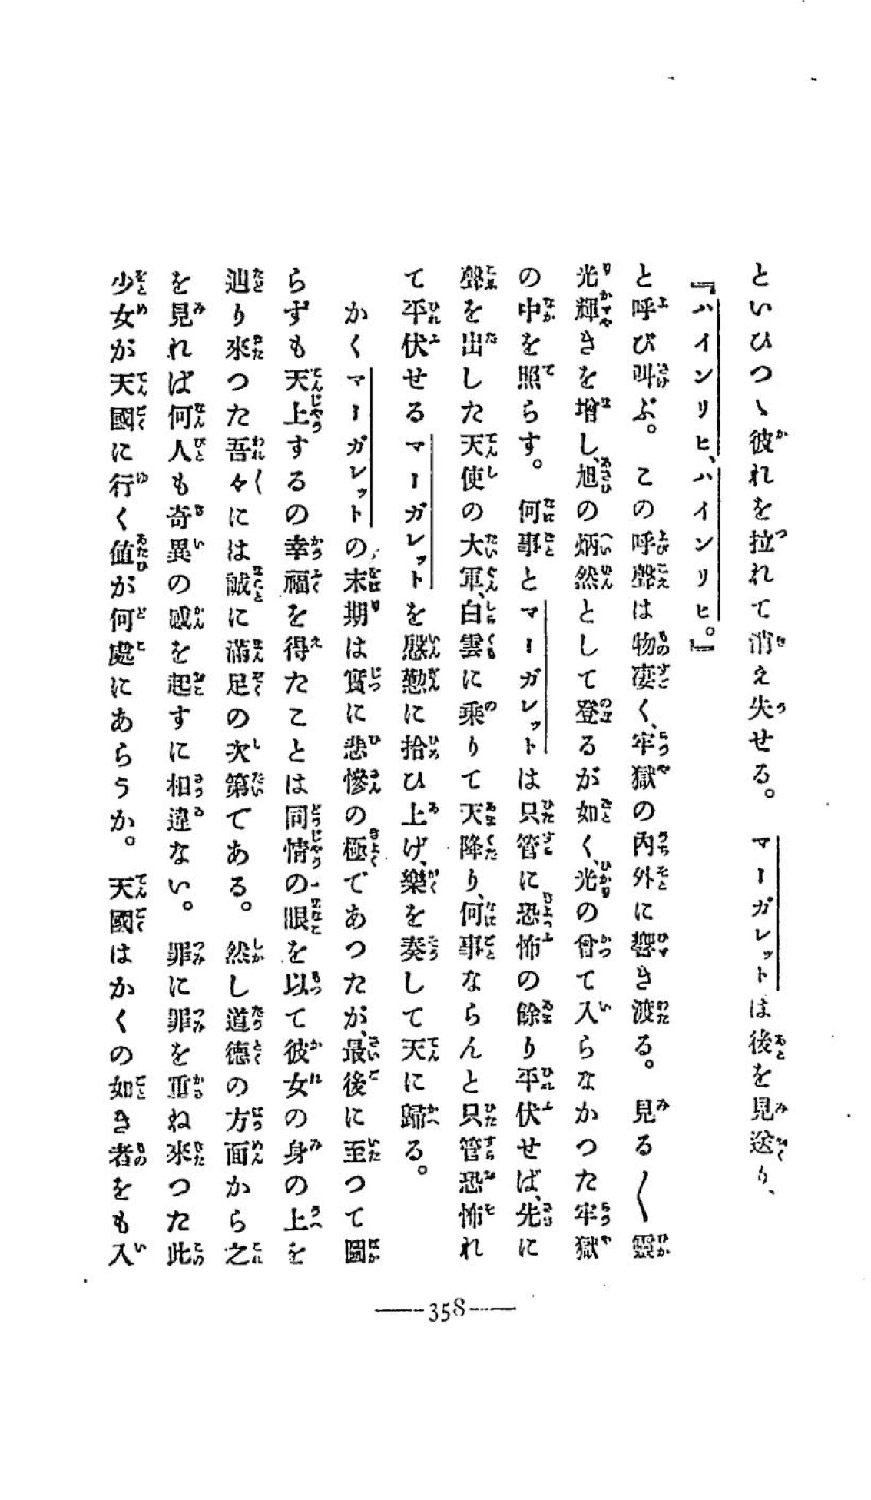 といひつゝ彼れを拉れて消え失せる。マーガレットは後を見送り、
『ハインリヒ、ハインリヒ。』
と呼び叫ぶ。この呼聲は物凄く、牢獄の内外に響き渡る。見る〱靈
光輝きを增し、旭の炳然として登るが如く、光の曾て入らなかつた牢獄
の中を照らす。何事とマーガレットは只管に恐怖の餘り平伏せば、先に
聲を出した天使の大軍、白雲に乘りて天降り、何事ならんと只管恐怖れ
て平伏せるマーガレットを慇懃に拾ひ上げ、樂を奏して天に歸る。
かくマーガレットの末期は實に悲慘の極であつたが、最後に至つて圖
らずも天上するの幸福を得たことは同情の眼を以て彼女の身の上を
辿り來つた吾々〱には誠に滿足の次第である。然し道德の方面から之
を見れば何人も奇異の感を起すに相違ない。罪に罪を重ね來つた此
少女が天國に行く値が何處にあらうか。天國はかくの如き者をも入
358